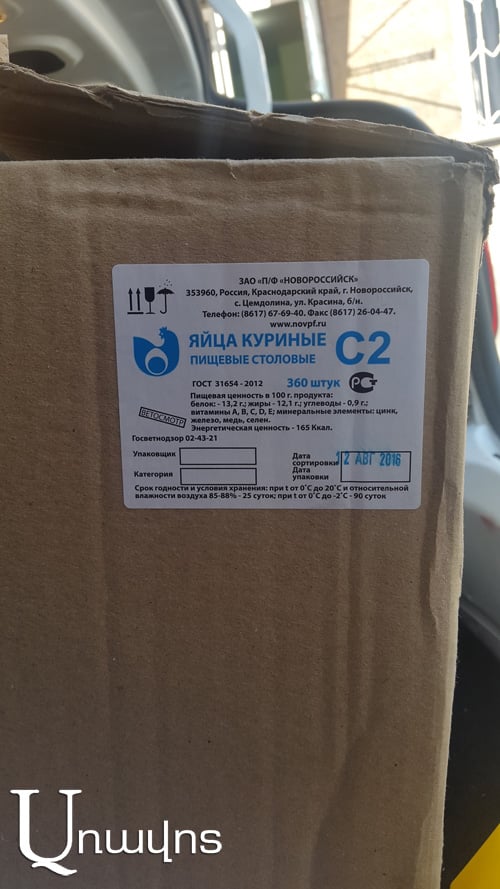 ЗАО «П/Ф «НОВОРОССИЙСК»
353960, Россия, Краснодарский край, г. Новороссийск,
с. Цемдолина, ул. Красина, б/н.
Телефон: (8617) 67-69-40. Факс (8617) 26-04-47.
www.novpf.ru
ЯЙЦА КУРИНЫЕ
ПИЩЕВЫЕ СТОЛОВЫЕ
С2
ГОСТ 31654 - 2012
360 штук
РСТ
Пищевая ценность в 100 г. продукта:
белок: - 13,2 г.; жиры - 12,1 г.; углеводы - 0,9 г.;
витамины А, В, С, D, Е; минеральные элементы: цинк,
железо, медь, селен.
Энергетическая ценность - 165 Ккал.
ВЕТОСМОТР
Госветнодзор 02-43-21
Упаковщик
Категория
Дата
сортировки
12 АВГ 2016
Дата
упаковки
Срок годности и условия хранения: при t от 0˚С до 20˚С и относительной
влажности воздуха 85-88% - 25 суток; при t от 0˚С до -2˚С - 90 суток
Առավոտ